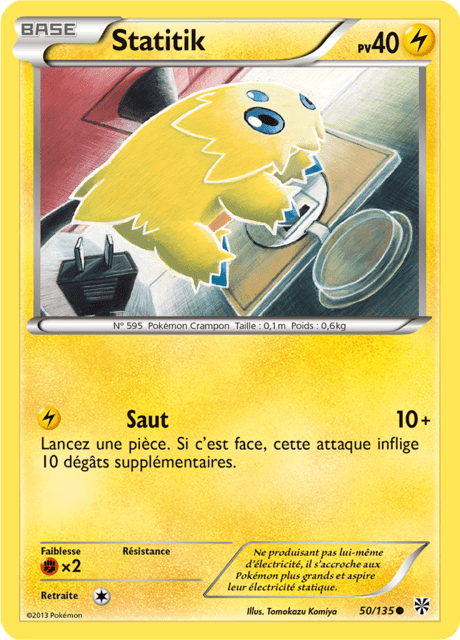 BASE
Statitik
PV40
N° 595 Pokémon Crampon Taille : 0,1m Poids : 0,6kg
Saut
10+
Lancez une pièce. Si c'est face, cette attaque inflige
10 dégâts supplémentaires.
Faiblesse
×2
Résistance
Retraite
Ne produisant pas lui-même
d'électricité, il s'accroche aux
Pokémon plus grands et aspire
leur électricité statique.
©2013 Pokémon
Illus. Tomokazu Komiya
50/135